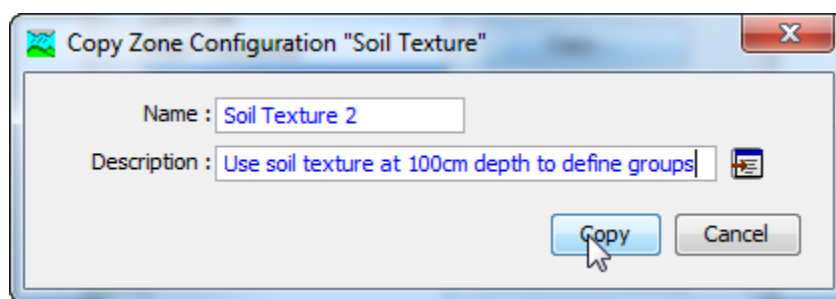 Copy Zone Configuration "Soil Texture"
Name : Soil Texture 2
Description : Use soil texture at 100cm depth to define groups
Copy Cancel